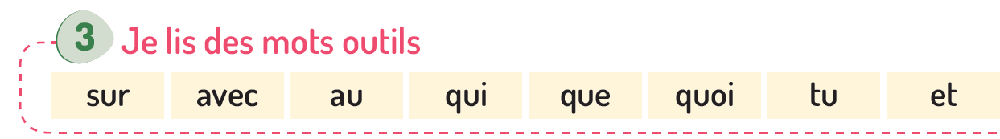 3 Je lis des mots outils
sur avec au qui que quoi tu et